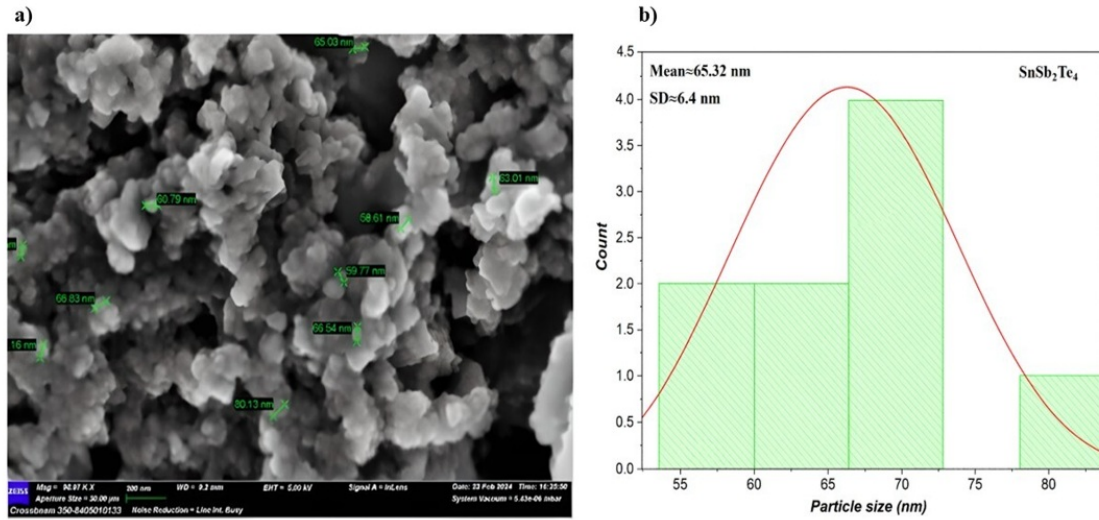 a)
65.03 nm
63.01 nm
60.79 nm
58.61 nm
59.77 nm
66.83 nm
66.54 nm
.16 nm
80.13 nm
ZEISS
Mag = 98.97 K X
200 nm
WD = 9.2 mm
EHT = 5.00 kV
Signal A = InLens
Date: 23 Feb 2024
Aperture Size = 30.00 µm
System Vacuum = 5.43e-06 mbar
Crossbeam 350-8405010133
Noise Reduction = Line Int. Busy
b)
Mean≈65.32 nm
SD≈6.4 nm
SnSb₂Te₄
Count
4.5
4.0
3.5
3.0
2.5
2.0
1.5
1.0
0.5
0.0
55
60
65
70
75
80
Particle size (nm)